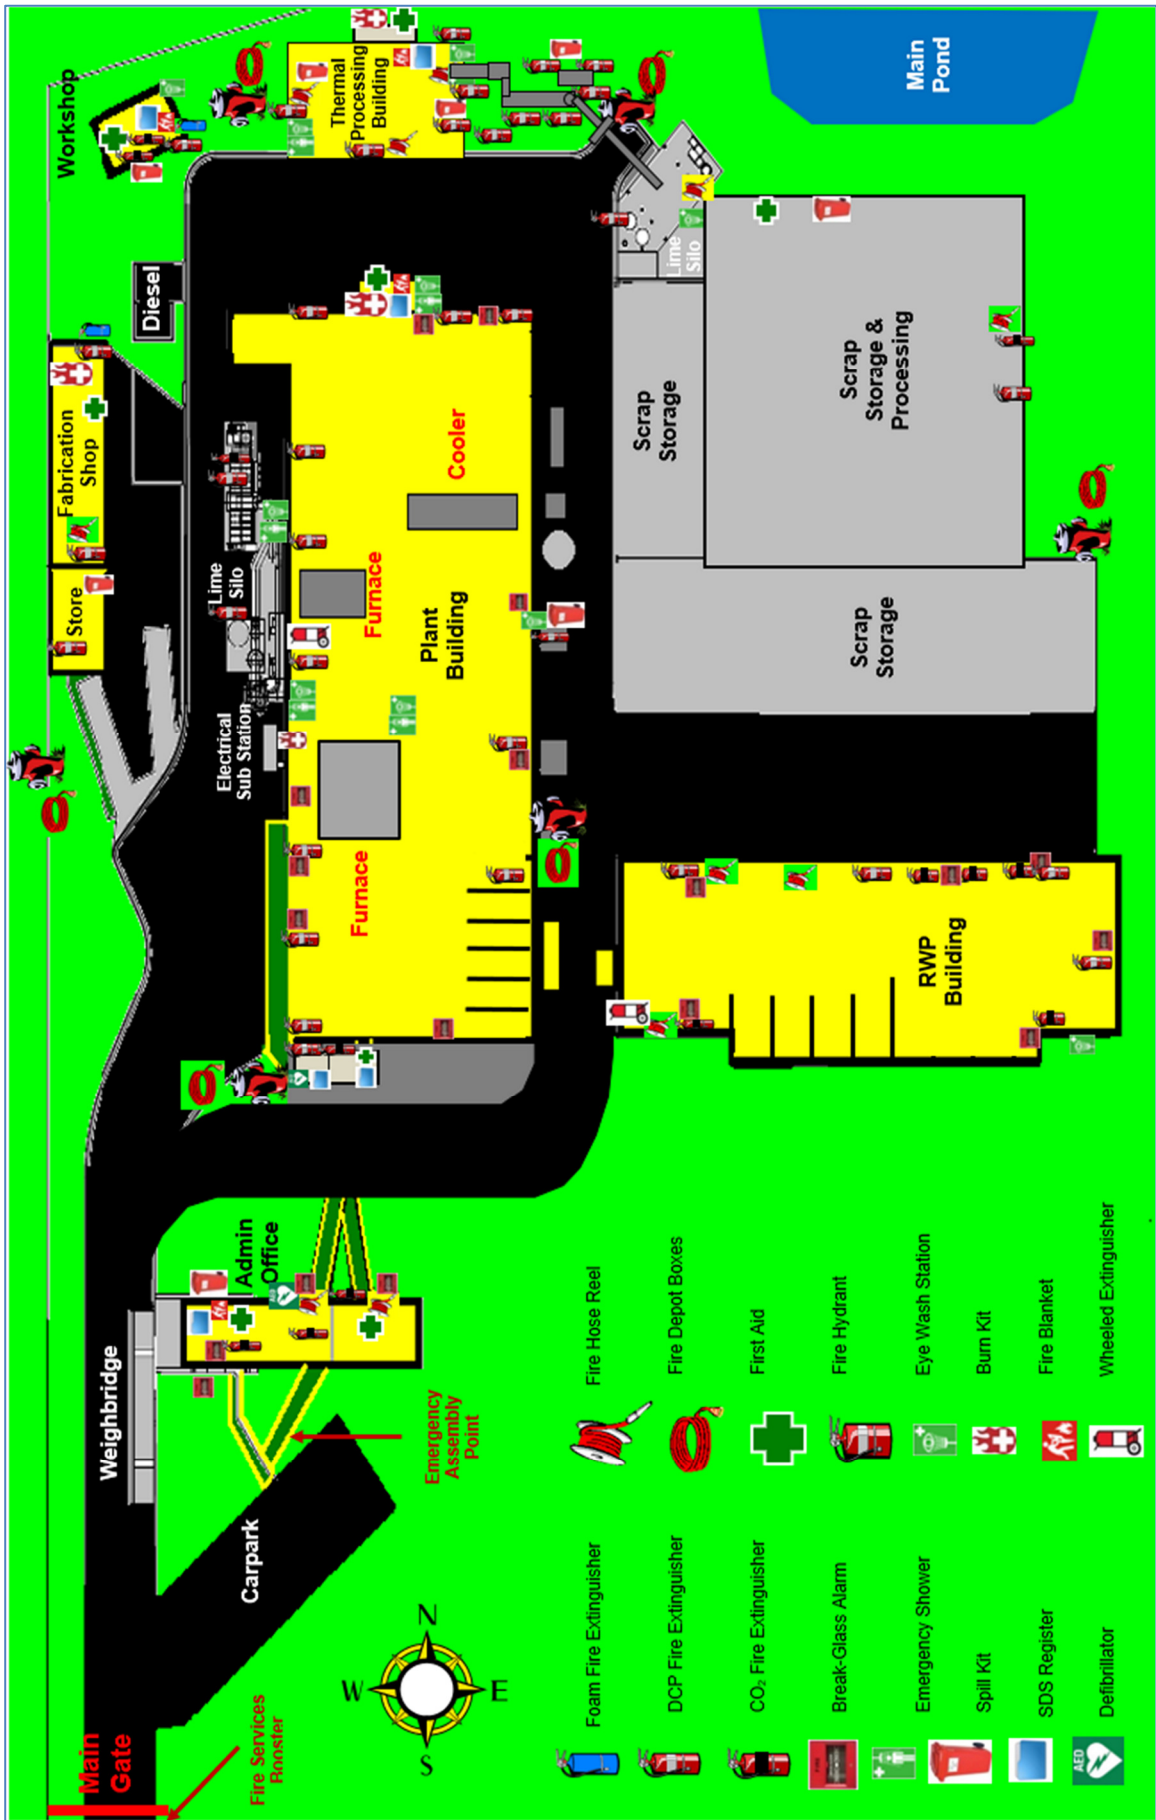 Main
Gate
Fire Services
Booster
Carpark
Weighbridge
Emergency
Assembly
Point
Admin
Office
Electrical
Sub Station
Lime
Silo
Store
Fabrication
Shop
Diesel
Workshop
Furnace
Furnace
Cooler
Plant
Building
Thermal
Processing
Building
Main
Pond
Lime
Silo
Scrap
Storage
Scrap
Storage &
Processing
Scrap
Storage
RWP
Building
N
W
E
S
Foam Fire Extinguisher
DCP Fire Extinguisher
CO₂ Fire Extinguisher
Break-Glass Alarm
Emergency Shower
Spill Kit
SDS Register
AED
Defibrillator
Fire Hose Reel
Fire Depot Boxes
First Aid
Fire Hydrant
Eye Wash Station
Burn Kit
Fire Blanket
Wheeled Extinguisher
AED